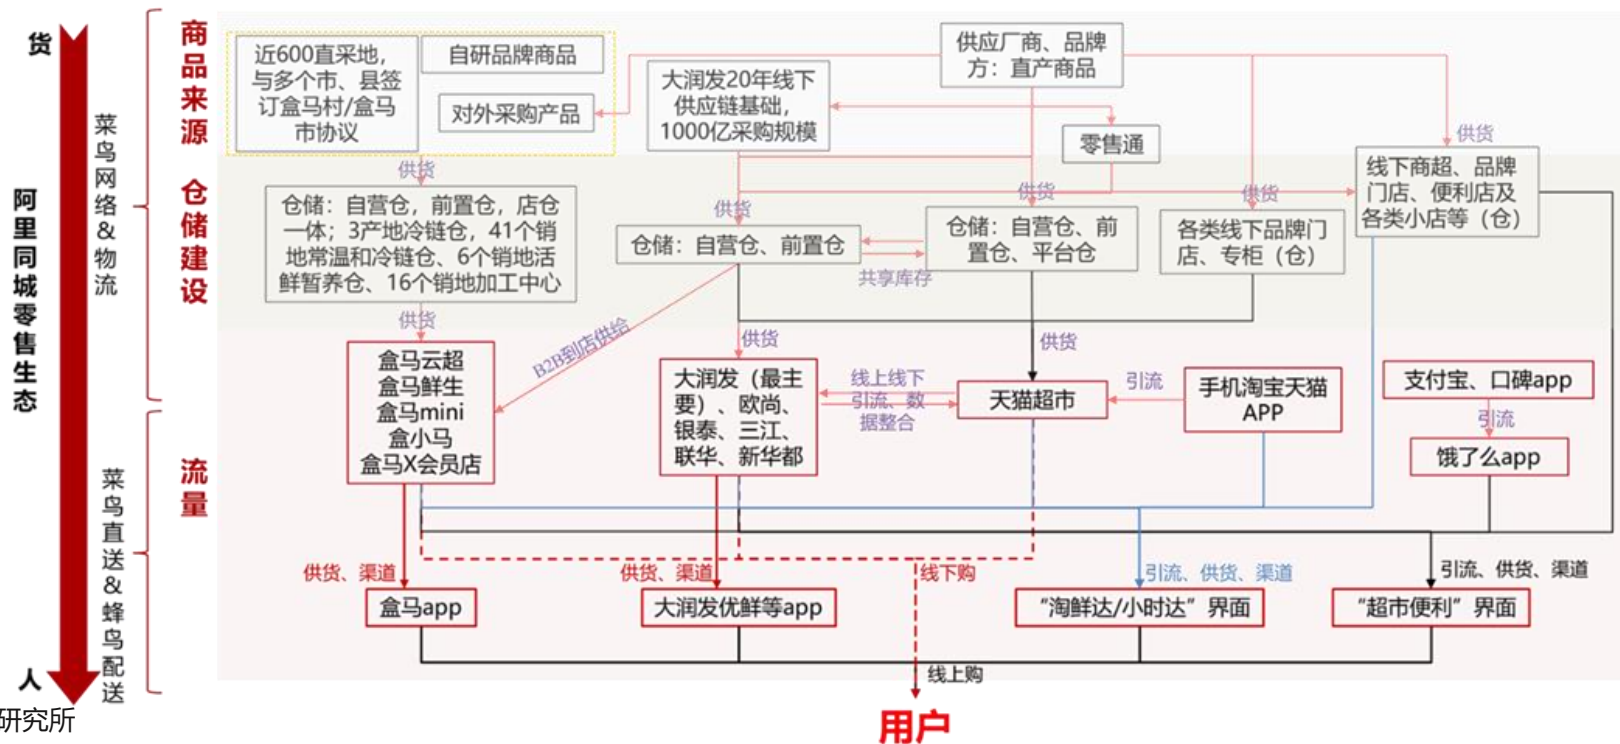 货
阿里同城零售生态
人
菜鸟网络&物流
菜鸟直送&蜂鸟配送
研究所
商品来源
仓储建设
流量
近600直采地，
与多个市、县签
订盒马村/盒马
市协议
自研品牌商品
对外采购产品
大润发20年线下
供应链基础，
1000亿采购规模
供应厂商、品牌
方：直产商品
零售通
供货
供货
供货
供货
供货
线下商超、品牌
门店、便利店及
各类小店等（仓）
仓储：自营仓，前置仓，店仓
一体；3产地冷链仓，41个销
地常温和冷链仓、6个销地活
鲜暂养仓、16个销地加工中心
仓储：自营仓、前置仓
仓储：自营仓、前
置仓、平台仓
各类线下品牌门
店、专柜（仓）
共享库存
供货
B2B到店供给
供货
供货
盒马云超
盒马鲜生
盒马mini
盒小马
盒马X会员店
大润发（最主
要）、欧尚、
银泰、三江、
联华、新华都
线上线下
引流、数
据整合
天猫超市
引流
手机淘宝天猫
APP
支付宝、口碑app
引流
饿了么app
供货、渠道
供货、渠道
线下购
引流、供货、渠道
引流、供货、渠道
盒马app
大润发优鲜等app
“淘鲜达/小时达”界面
“超市便利”界面
线上购
用户